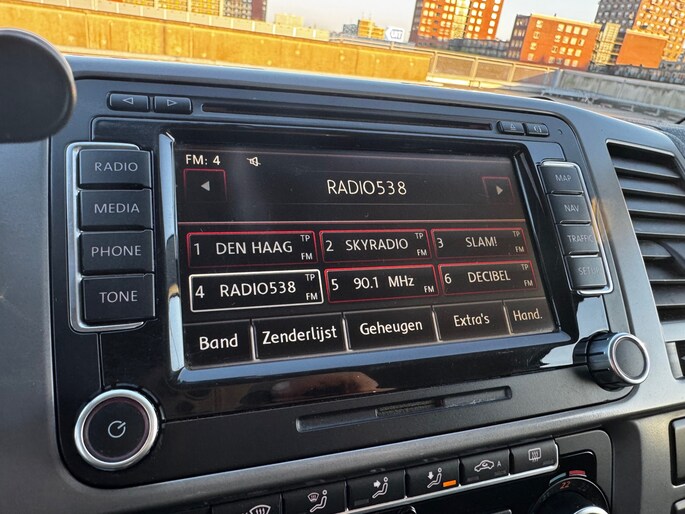 RADIO
MEDIA
PHONE
TONE
FM: 4
RADIO538
1 DEN HAAG TP FM
2 SKYRADIO TP FM
3 SLAM! TP FM
4 RADIO538 TP FM
5 90.1 MHz FM
6 DECIBEL TP FM
Band Zenderlijst Geheugen Extra's Hand.
MAP
NAV
TRAFFIC
SETUP
A
22